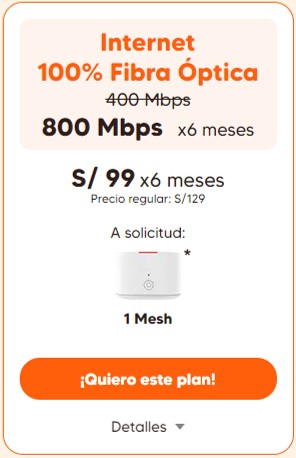 Internet
100% Fibra Óptica
400 Mbps
800 Mbps x6 meses
S/ 99 x6 meses
Precio regular: S/129
A solicitud:
*
1 Mesh
¡Quiero este plan!
Detalles